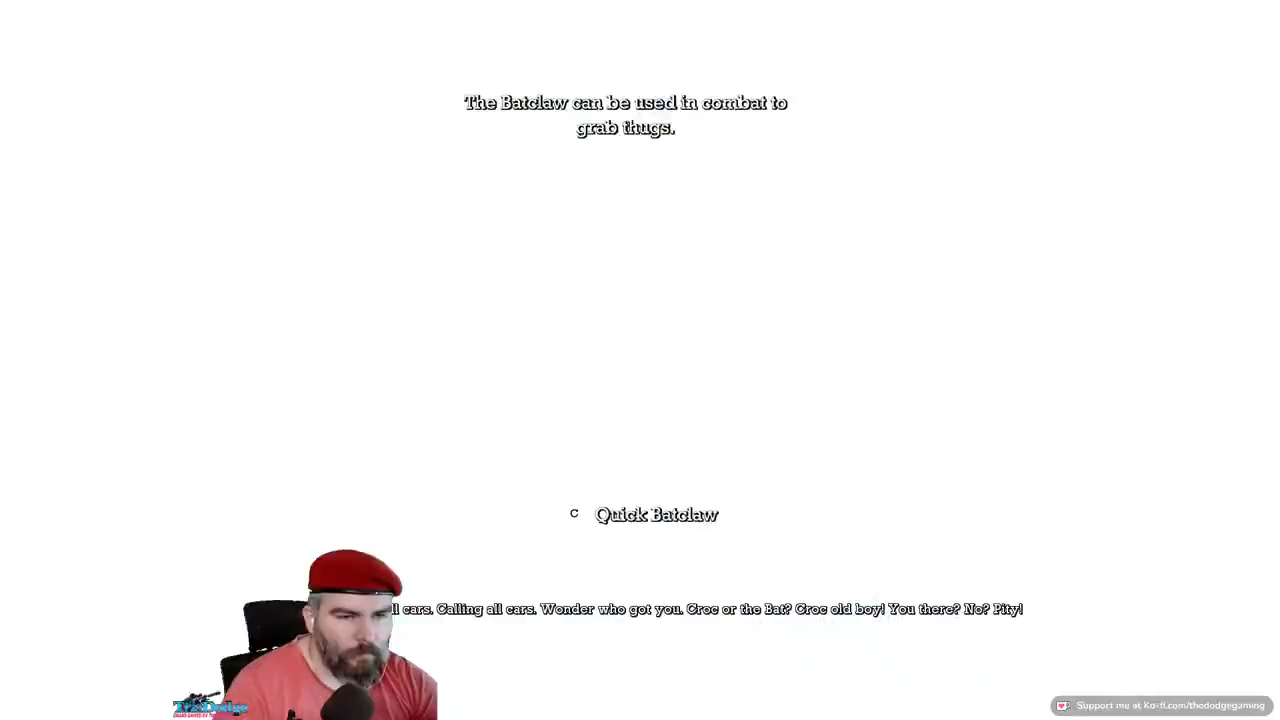 The Batclaw can be used in combat to
grab thugs.
C Quick Batclaw
ll cars. Calling all cars. Wonder who got you. Croc or the Bat? Croc old boy! You there? No? Pity!
Support me at Ko-fi.com/thedodgegaming